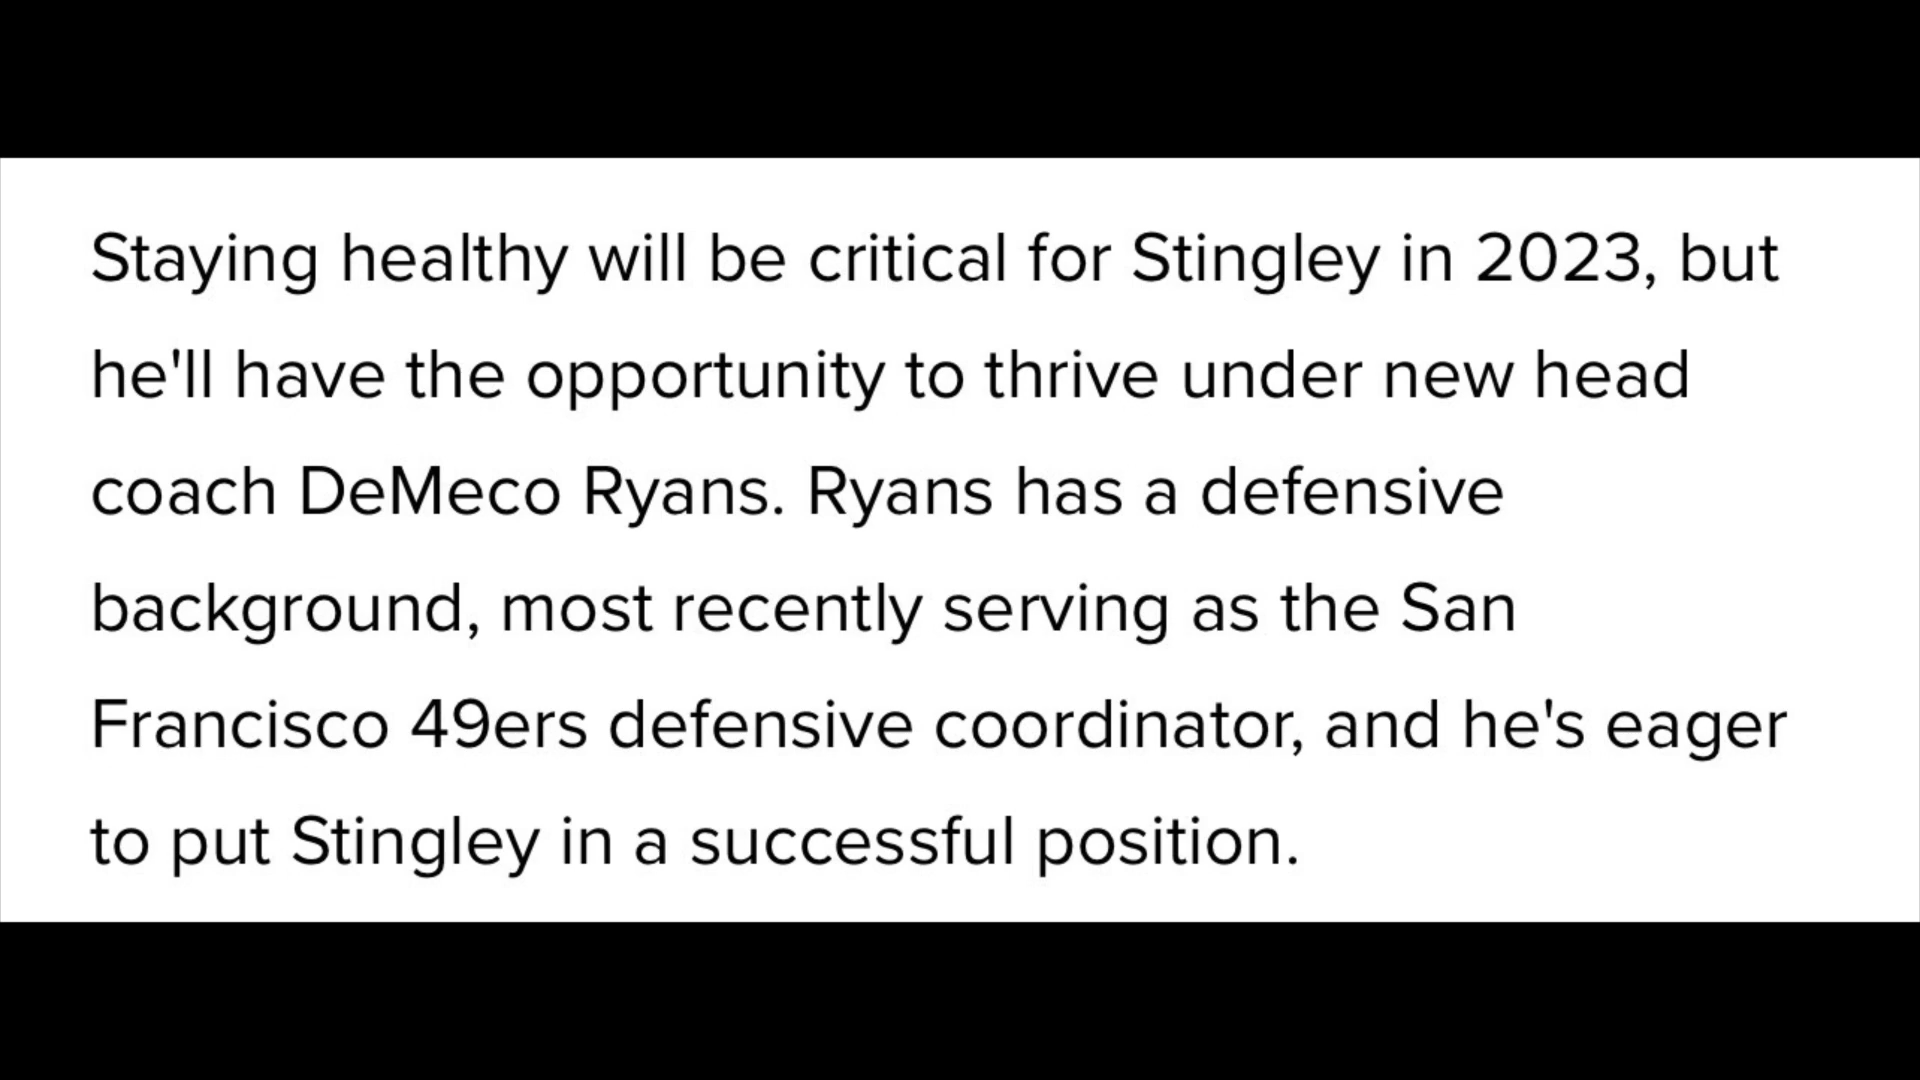 Staying healthy will be critical for Stingley in 2023, but
he'll have the opportunity to thrive under new head
coach DeMeco Ryans. Ryans has a defensive
background, most recently serving as the San
Francisco 49ers defensive coordinator, and he's eager
to put Stingley in a successful position.